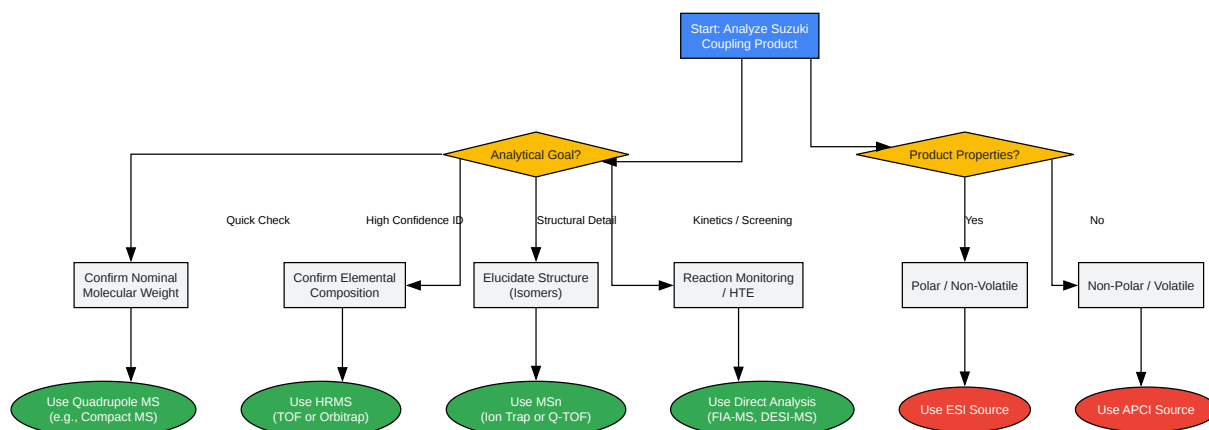 Start: Analyze Suzuki
Coupling Product
Analytical Goal?
Product Properties?
Quick Check
High Confidence ID
Structural Detail
Kinetics / Screening
Yes
No
Confirm Nominal
Molecular Weight
Confirm Elemental
Composition
Elucidate Structure
(Isomers)
Reaction Monitoring
/ HTE
Polar / Non-Volatile
Non-Polar / Volatile
Use Quadrupole MS
(e.g., Compact MS)
Use HRMS
(TOF or Orbitrap)
Use MSn
(Ion Trap or Q-TOF)
Use Direct Analysis
(FIA-MS, DESI-MS)
Use ESI Source
Use APCI Source